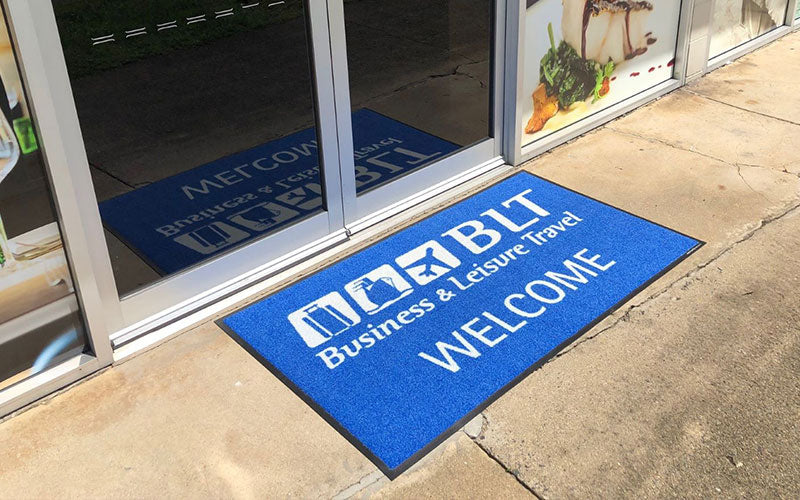 BLT
Business & Leisure Travel
WELCOME